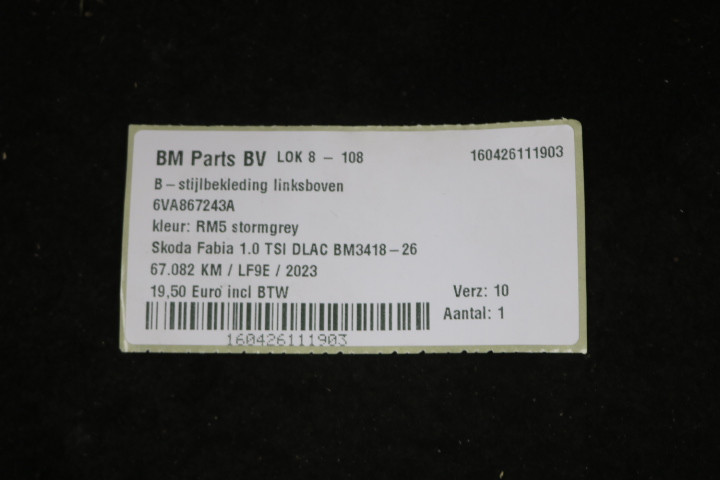 BM Parts BV LOK 8 - 108 160426111903
B-stijlbekleding linksboven
6VA867243A
kleur: RM5 stormgrey
Skoda Fabia 1.0 TSI DLAC BM3418-26
67.082 KM / LF9E / 2023
19,50 Euro incl BTW Verz: 10
Aantal: 1
160426111903